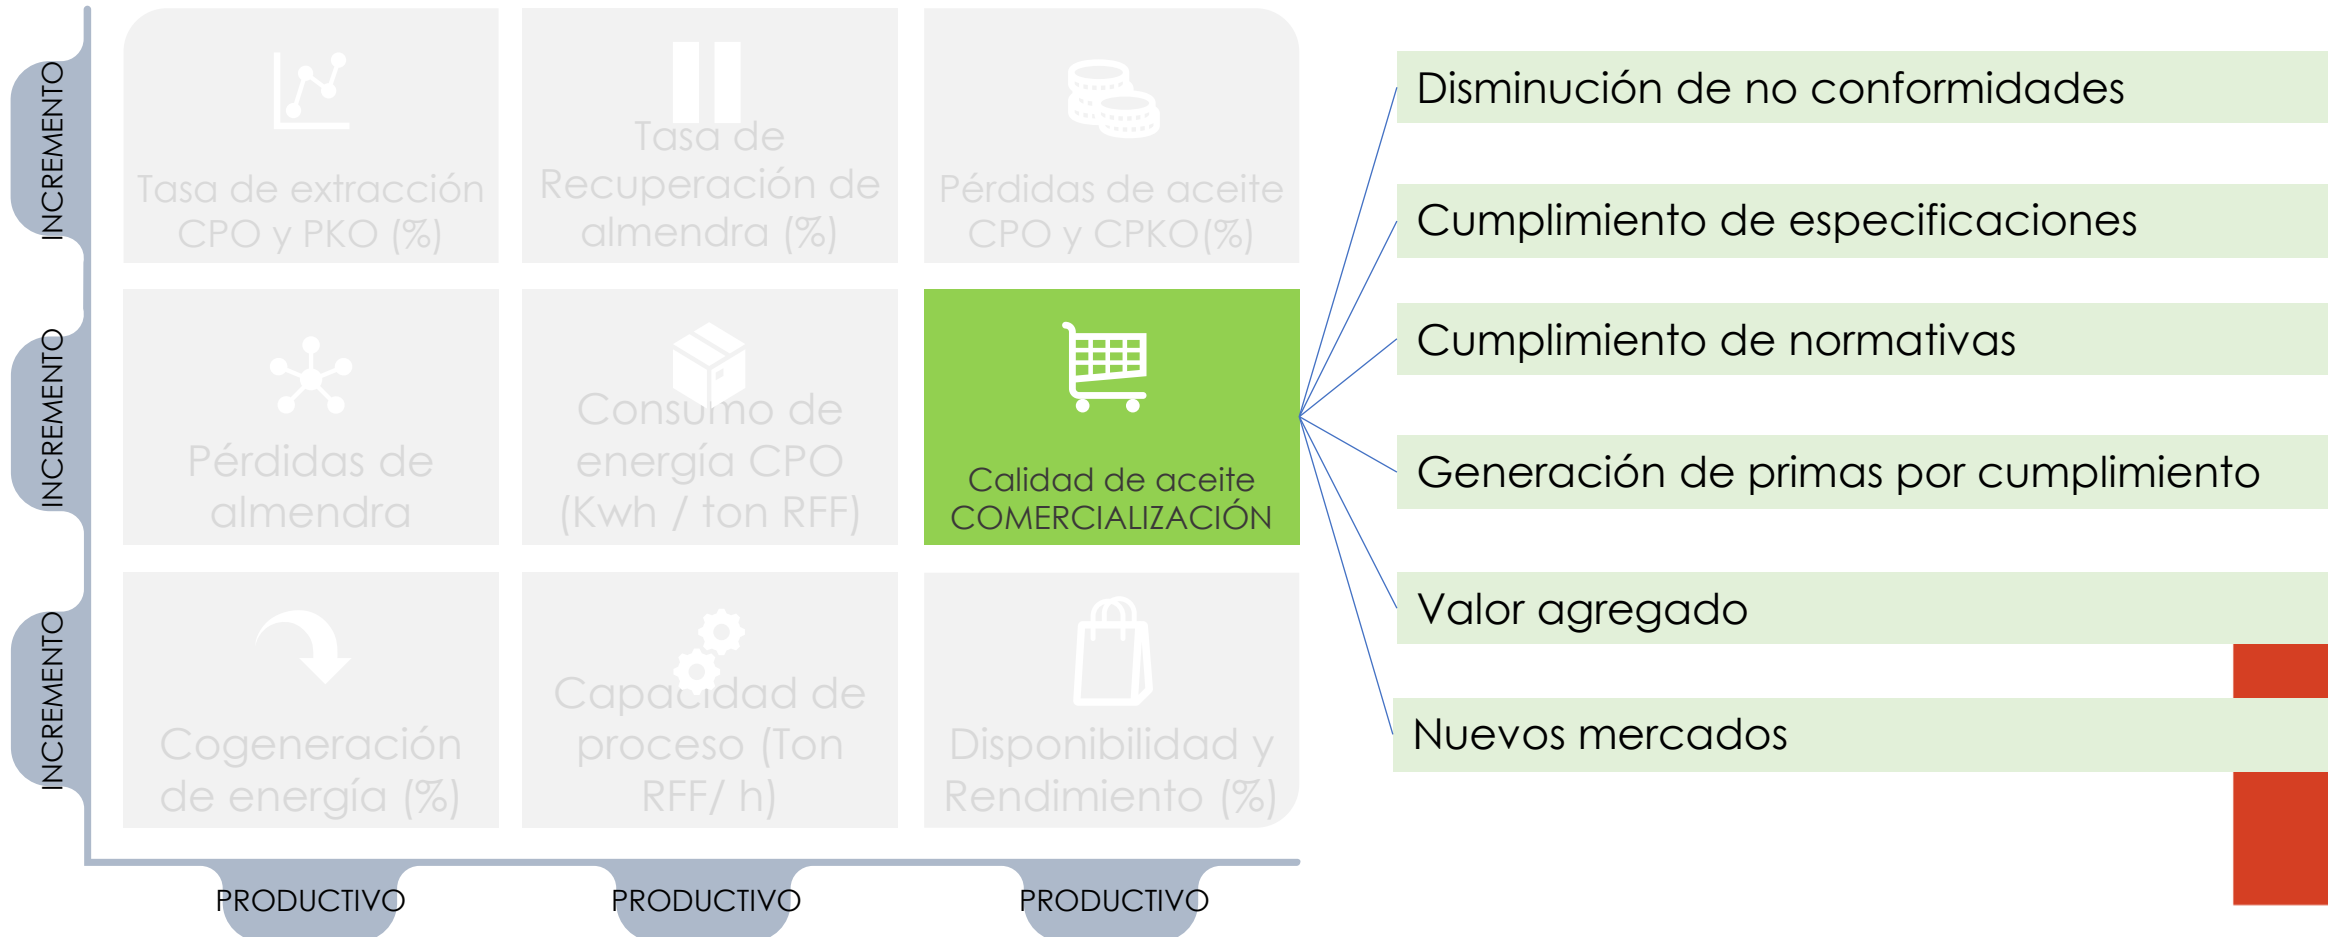 INCREMENTO
INCREMENTO
INCREMENTO
Tasa de extracción
CPO y PKO (%)
Tasa de
Recuperación de
almendra (%)
Pérdidas de aceite
CPO y CPKO(%)
Pérdidas de
almendra
Consumo de
energía CPO
(Kwh / ton RFF)
Calidad de aceite
COMERCIALIZACIÓN
Cogeneración
de energía (%)
Capacidad de
proceso (Ton
RFF/ h)
Disponibilidad y
Rendimiento (%)
PRODUCTIVO
PRODUCTIVO
PRODUCTIVO
Disminución de no conformidades
Cumplimiento de especificaciones
Cumplimiento de normativas
Generación de primas por cumplimiento
Valor agregado
Nuevos mercados